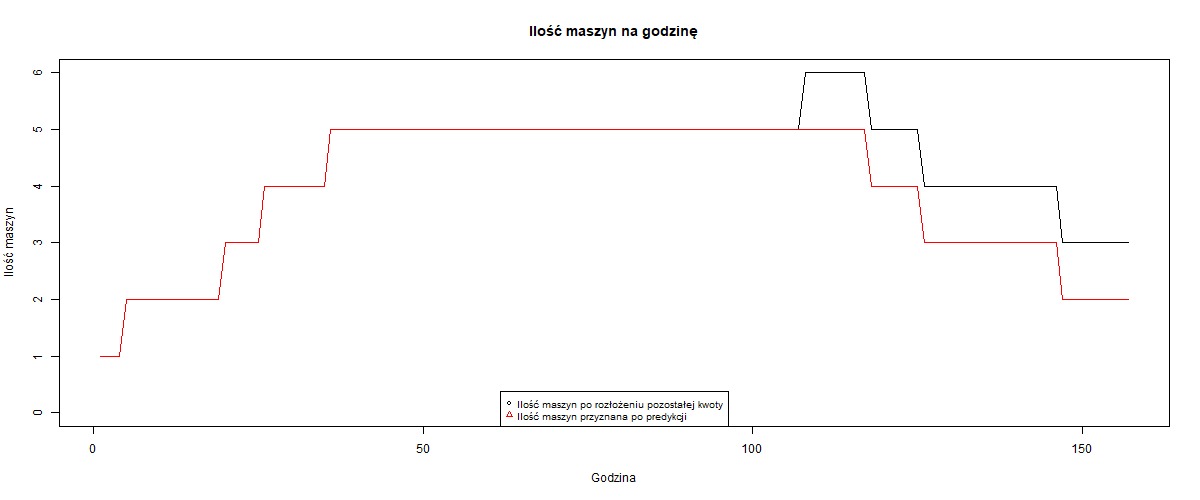 Ilość maszyn na godzinę
Ilość maszyn
6
5
4
3
2
1
0
Ilość maszyn po rozłożeniu pozostałej kwoty
Ilość maszyn przyznana po predykcji
0 50 100 150
Godzina